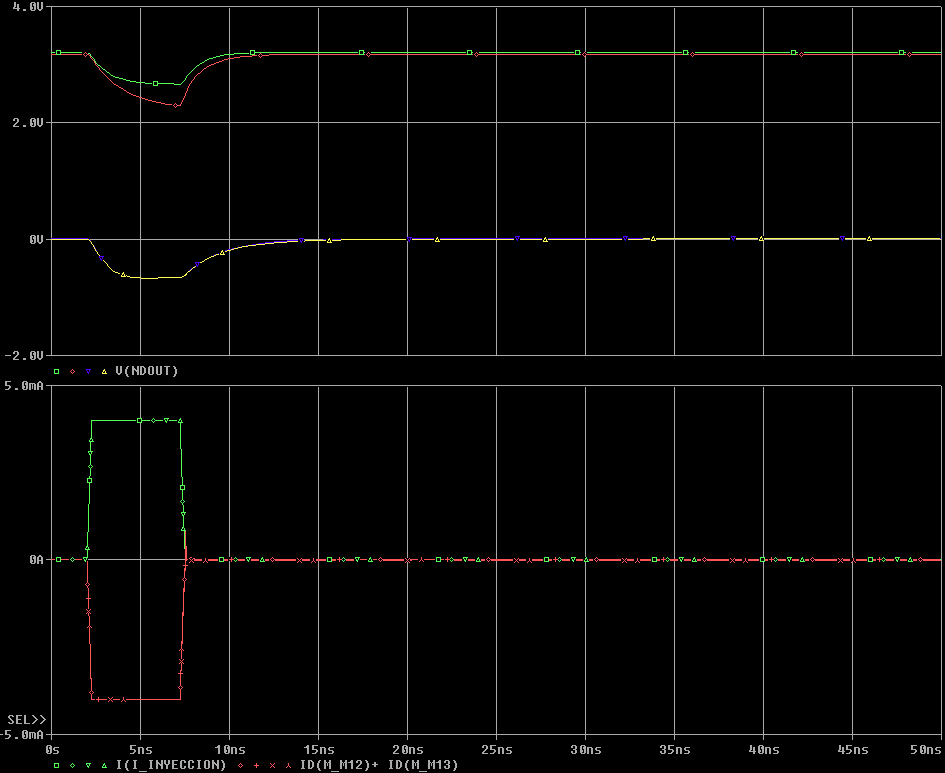 4.0V
2.0V
0V
-2.0V
V(NDOUT)
5.0mA
0A
SEL>>
-5.0mA
0s 5ns 10ns 15ns 20ns 25ns 30ns 35ns 40ns 45ns 50ns
I(I_INYECCION) ID(M_M12)+ ID(M_M13)